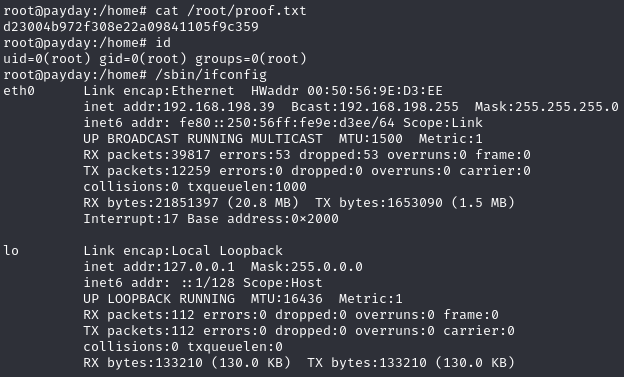 root@payday:/home# cat /root/proof.txt
d23004b972f308e22a09841105f9c359
root@payday:/home# id
uid=0(root) gid=0(root) groups=0(root)
root@payday:/home# /sbin/ifconfig
eth0      Link encap:Ethernet  HWaddr 00:50:56:9E:D3:EE
          inet addr:192.168.198.39  Bcast:192.168.198.255  Mask:255.255.255.0
          inet6 addr: fe80::250:56ff:fe9e:d3ee/64 Scope:Link
          UP BROADCAST RUNNING MULTICAST  MTU:1500  Metric:1
          RX packets:39817 errors:53 dropped:53 overruns:0 frame:0
          TX packets:12259 errors:0 dropped:0 overruns:0 carrier:0
          collisions:0 txqueuelen:1000
          RX bytes:21851397 (20.8 MB)  TX bytes:1653090 (1.5 MB)
          Interrupt:17 Base address:0×2000
lo        Link encap:Local Loopback
          inet addr:127.0.0.1  Mask:255.0.0.0
          inet6 addr: ::1/128 Scope:Host
          UP LOOPBACK RUNNING  MTU:16436  Metric:1
          RX packets:112 errors:0 dropped:0 overruns:0 frame:0
          TX packets:112 errors:0 dropped:0 overruns:0 carrier:0
          collisions:0 txqueuelen:0
          RX bytes:133210 (130.0 KB)  TX bytes:133210 (130.0 KB)